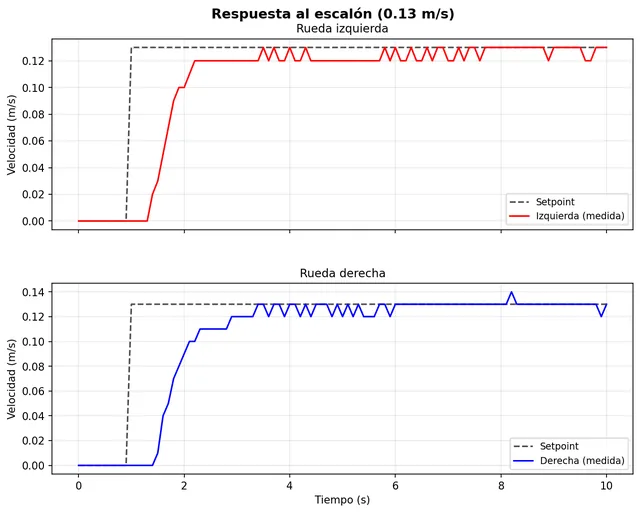 Respuesta al escalón (0.13 m/s)
Rueda izquierda
0.12
0.10
0.08
0.06
0.04
0.02
0.00
Velocidad (m/s)
Setpoint
Izquierda (medida)
Rueda derecha
0.14
0.12
0.10
0.08
0.06
0.04
0.02
0.00
Velocidad (m/s)
Setpoint
Derecha (medida)
0 2 4 6 8 10
Tiempo (s)